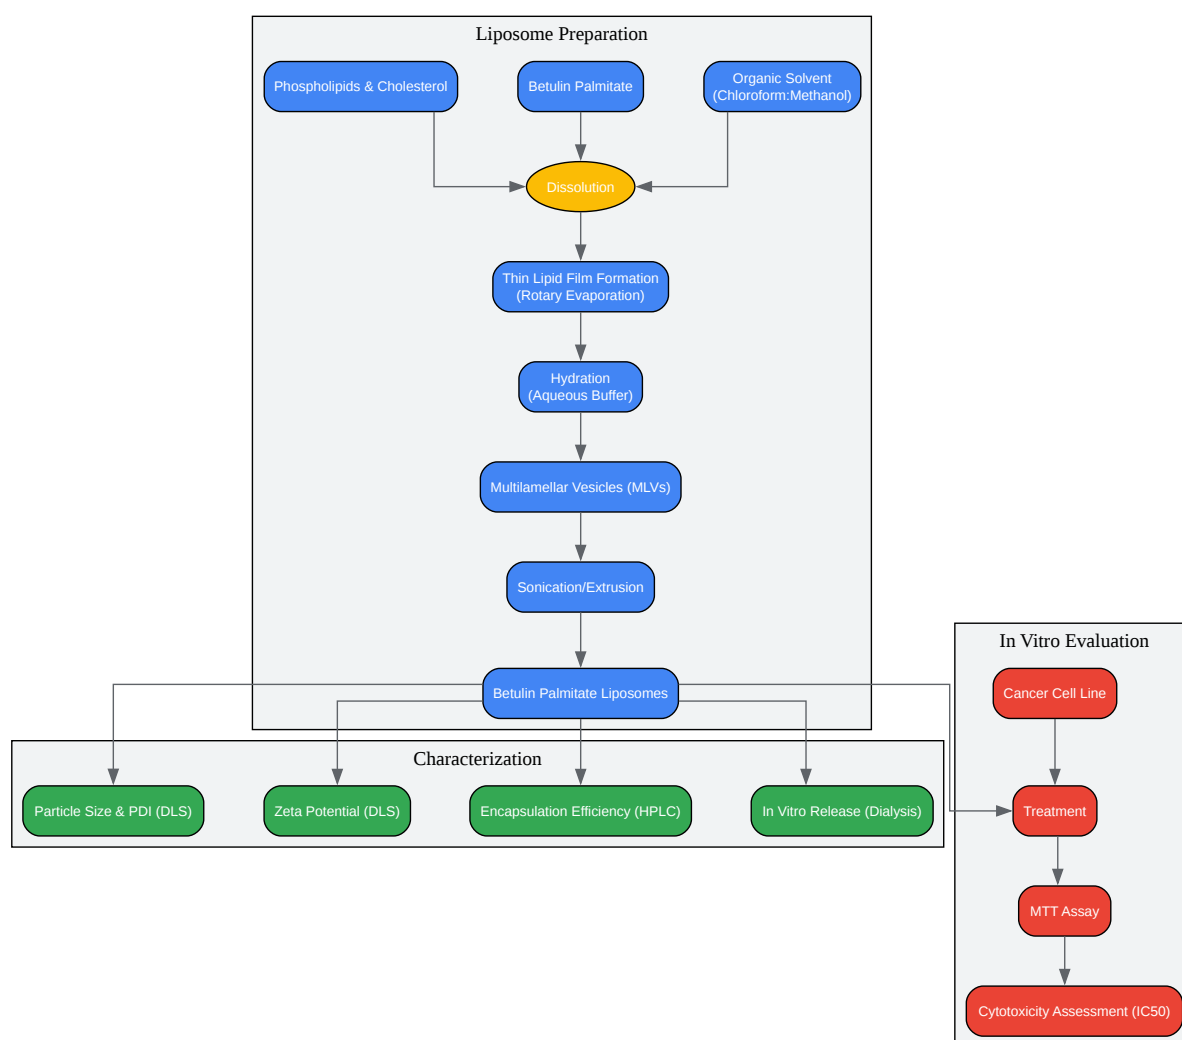 Liposome Preparation
Phospholipids & Cholesterol
Betulin Palmitate
Organic Solvent
(Chloroform:Methanol)
Dissolution
Thin Lipid Film Formation
(Rotary Evaporation)
Hydration
(Aqueous Buffer)
Multilamellar Vesicles (MLVs)
Sonication/Extrusion
Betulin Palmitate Liposomes
Characterization
Particle Size & PDI (DLS)
Zeta Potential (DLS)
Encapsulation Efficiency (HPLC)
In Vitro Release (Dialysis)
In Vitro Evaluation
Cancer Cell Line
Treatment
MTT Assay
Cytotoxicity Assessment (IC50)